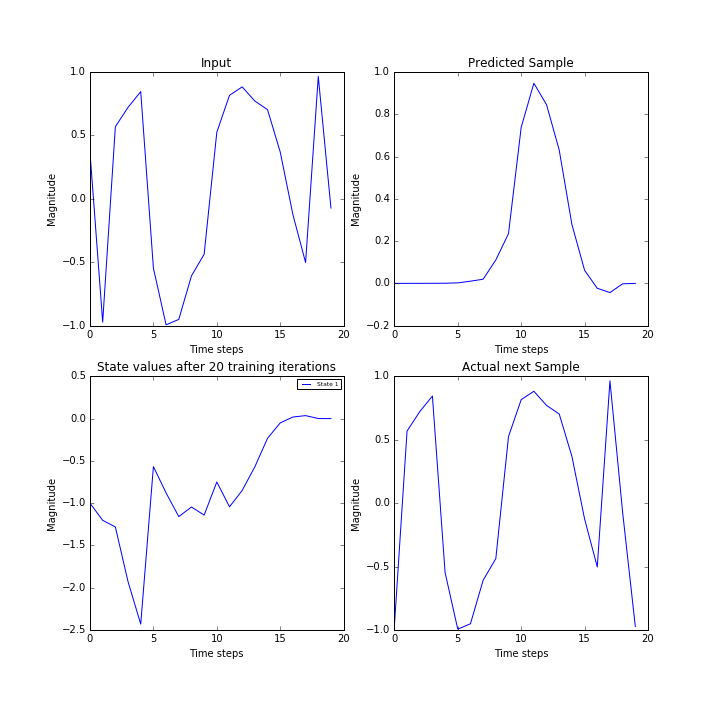 Input
1.0
0.5
0.0
−0.5
−1.0
0 5 10 15 20
Magnitude
Time steps
Predicted Sample
1.0
0.8
0.6
0.4
0.2
0.0
−0.2
0 5 10 15 20
Magnitude
Time steps
State values after 20 training iterations
State 1
0.5
0.0
−0.5
−1.0
−1.5
−2.0
−2.5
0 5 10 15 20
Magnitude
Time steps
Actual next Sample
1.0
0.5
0.0
−0.5
−1.0
0 5 10 15 20
Magnitude
Time steps